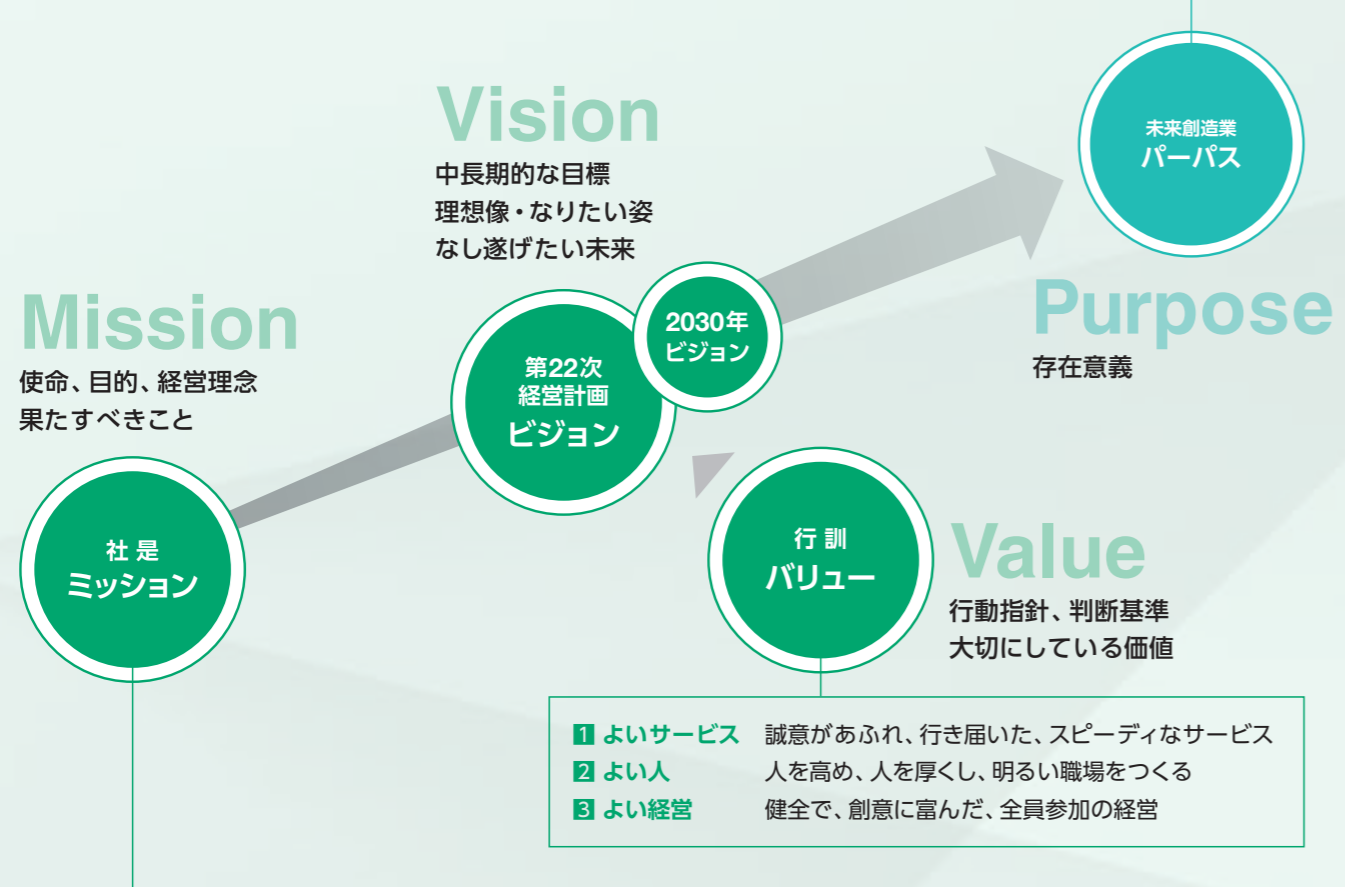 Vision
中長期的な目標
理想像・なりたい姿
なし遂げたい未来
未来創造業
パーパス
Purpose
存在意義
Mission
使命、目的、経営理念
果たすべきこと
2030年
ビジョン
第22次
経営計画
ビジョン
社是
ミッション
行訓
バリュー
Value
行動指針、判断基準
大切にしている価値
1 よいサービス 誠意があふれ、行き届いた、スピーディなサービス
2 よい人 人を高め、人を厚くし、明るい職場をつくる
3 よい経営 健全で、創意に富んだ、全員参加の経営